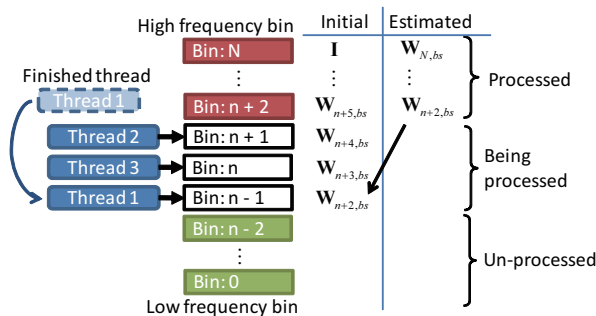 High frequency bin
Initial
Estimated
Bin: N
I
W_{N,bs}
Finished thread
⋮
⋮
⋮
Processed
Thread 1
Bin: n + 2
W_{n+5,bs}
W_{n+2,bs}
Thread 2
Bin: n + 1
W_{n+4,bs}
Being
processed
Thread 3
Bin: n
W_{n+3,bs}
Thread 1
Bin: n - 1
W_{n+2,bs}
Bin: n - 2
⋮
Un-processed
Bin: 0
Low frequency bin